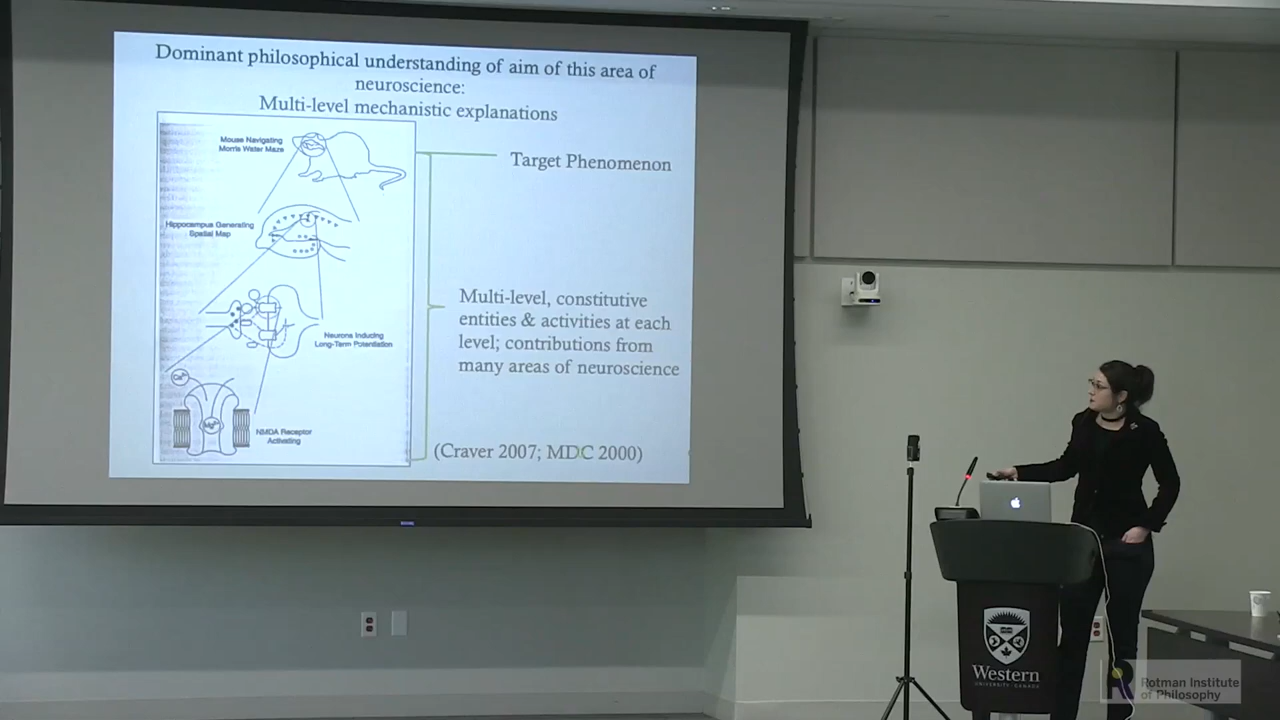 Dominant philosophical understanding of aim of this area of
neuroscience:
Multi-level mechanistic explanations
Mouse Navigating
Morris Water Maze
Target Phenomenon
Hippocampus Generating
Spatial Map
Multi-level, constitutive
entities & activities at each
level; contributions from
many areas of neuroscience
Neurons Inducing
Long-Term Potentiation
Ca²⁺
Mg²⁺
NMDA Receptor
Activating
(Craver 2007; MDC 2000)
Western
UNIVERSITY · CANADA
R
Rotman Institute
of Philosophy